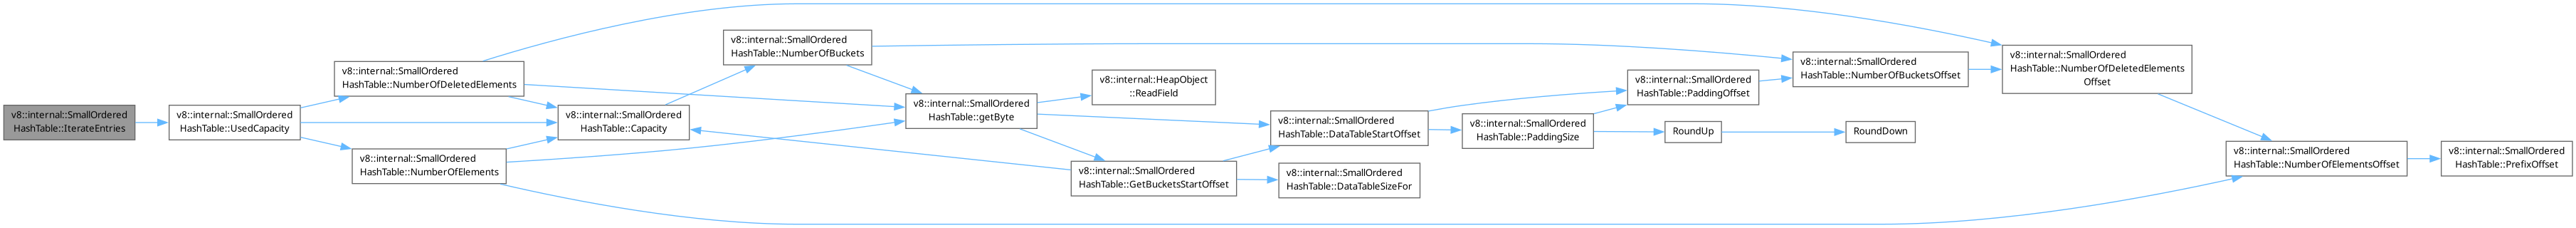 v8::internal::SmallOrdered
HashTable::IterateEntries
v8::internal::SmallOrdered
HashTable::UsedCapacity
v8::internal::SmallOrdered
HashTable::NumberOfDeletedElements
v8::internal::SmallOrdered
HashTable::NumberOfElements
v8::internal::SmallOrdered
HashTable::Capacity
v8::internal::SmallOrdered
HashTable::NumberOfBuckets
v8::internal::SmallOrdered
HashTable::getByte
v8::internal::HeapObject
::ReadField
v8::internal::SmallOrdered
HashTable::GetBucketsStartOffset
v8::internal::SmallOrdered
HashTable::DataTableStartOffset
v8::internal::SmallOrdered
HashTable::DataTableSizeFor
v8::internal::SmallOrdered
HashTable::PaddingSize
v8::internal::SmallOrdered
HashTable::PaddingOffset
RoundUp
v8::internal::SmallOrdered
HashTable::NumberOfBucketsOffset
RoundDown
v8::internal::SmallOrdered
HashTable::NumberOfDeletedElements
Offset
v8::internal::SmallOrdered
HashTable::NumberOfElementsOffset
v8::internal::SmallOrdered
HashTable::PrefixOffset